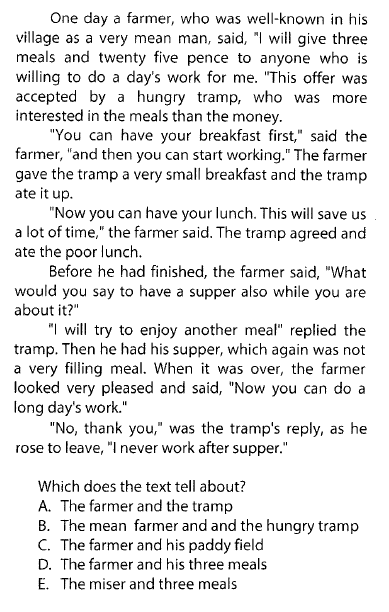 One day a farmer, who was well-known in his
village as a very mean man, said, "I will give three
meals and twenty five pence to anyone who is
willing to do a day's work for me. "This offer was
accepted by a hungry tramp, who was more
interested in the meals than the money.
"You can have your breakfast first," said the
farmer, "and then you can start working." The farmer
gave the tramp a very small breakfast and the tramp
ate it up.
"Now you can have your lunch. This will save us
a lot of time," the farmer said. The tramp agreed and
ate the poor lunch.
Before he had finished, the farmer said, "What
would you say to have a supper also while you are
about it?"
"I will try to enjoy another meal" replied the
tramp. Then he had his supper, which again was not
a very filling meal. When it was over, the farmer
looked very pleased and said, "Now you can do a
long day's work."
"No, thank you," was the tramp's reply, as he
rose to leave, "I never work after supper."
Which does the text tell about?
A. The farmer and the tramp
B. The mean farmer and and the hungry tramp
C. The farmer and his paddy field
D. The farmer and his three meals
E. The miser and three meals